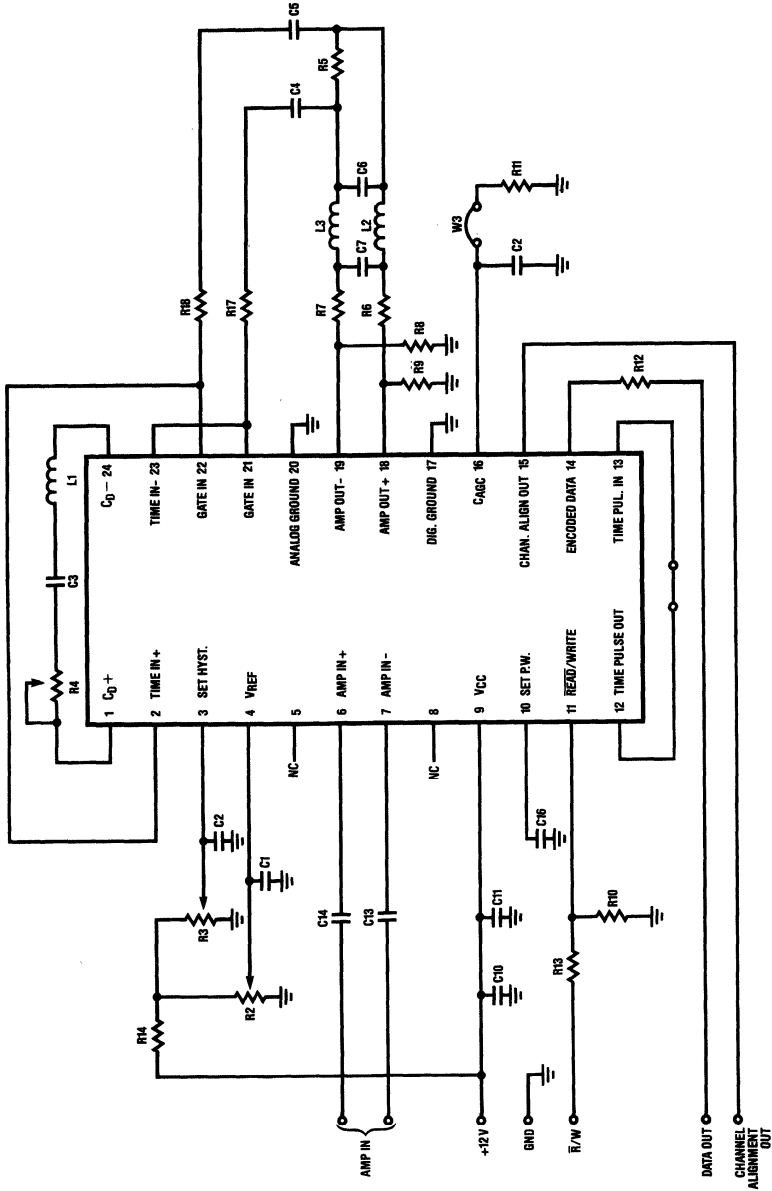 C5
R5
C4
R18
R17
C6
L3
L2
C7
R7
R6
R8
R9
W3
R11
C2
R12
L1
C3
R4
CD− 24
TIME IN− 23
GATE IN 22
GATE IN 21
ANALOG GROUND 20
AMP OUT− 19
AMP OUT+ 18
DIG. GROUND 17
CAGC 16
CHAN. ALIGN OUT 15
ENCODED DATA 14
TIME PUL. IN 13
1 CD+
2 TIME IN+
3 SET HYST.
4 VREF
5
6 AMP IN+
7 AMP IN−
8
9 VCC
10 SET P.W.
11 READ/WRITE
12 TIME PULSE OUT
NC
NC
C2
C1
R3
R2
R14
C14
C13
C11
C10
C16
R10
R13
AMP IN
+12V
GND
R/W
DATA OUT
CHANNEL
ALIGNMENT
OUT